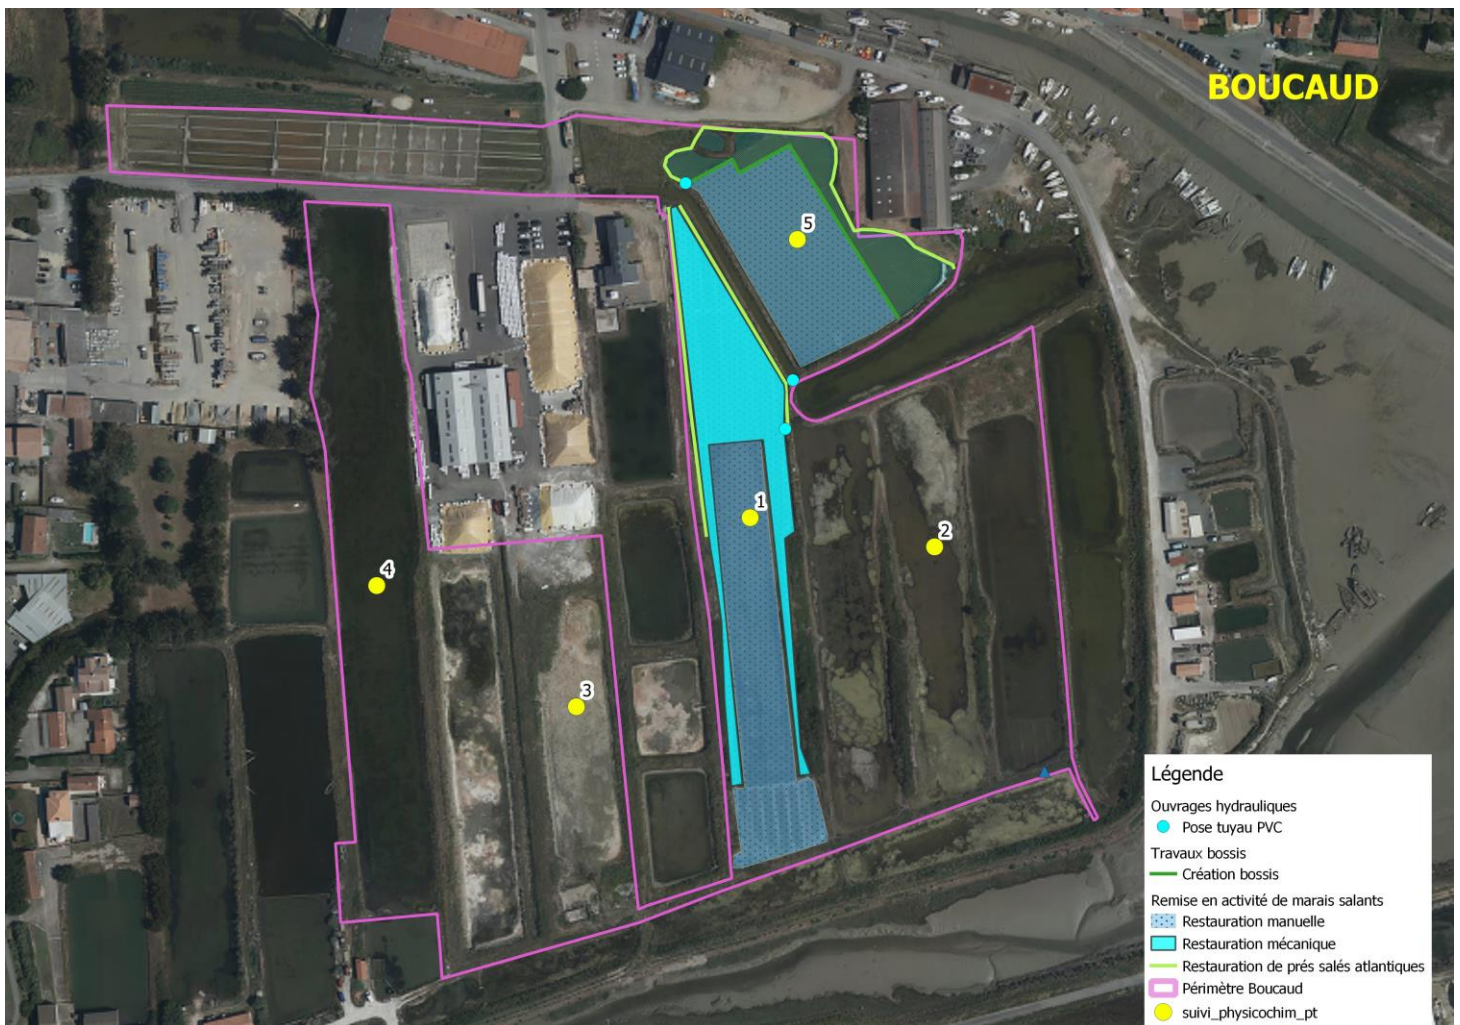 BOUCAUD
5
1
2
4
3
Légende
Ouvrages hydrauliques
Pose tuyau PVC
Travaux bossis
Création bossis
Remise en activité de marais salants
Restauration manuelle
Restauration mécanique
Restauration de prés salés atlantiques
Périmètre Boucaud
suivi_physicochim_pt